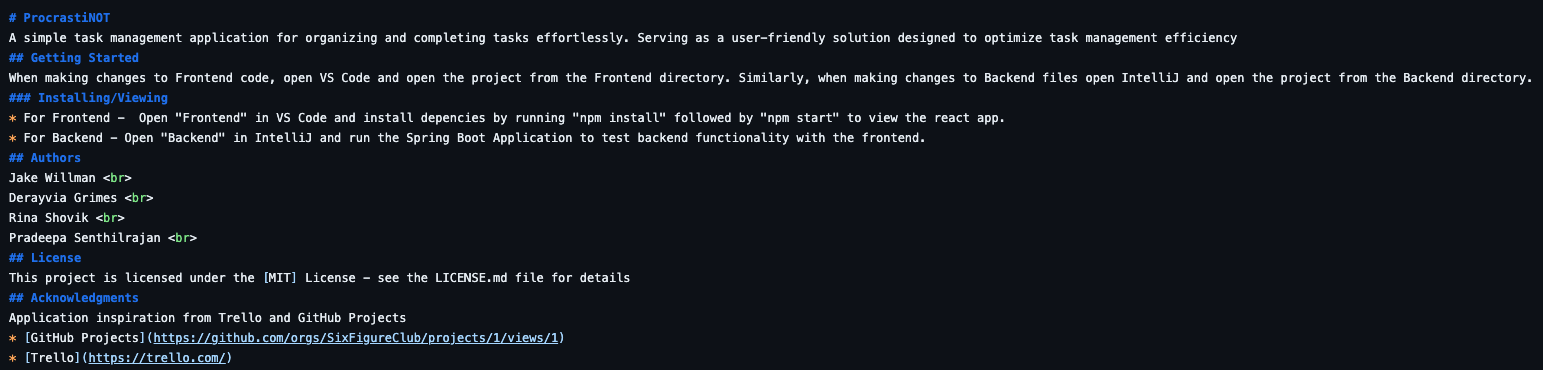 # ProcrastiNOT
A simple task management application for organizing and completing tasks effortlessly. Serving as a user-friendly solution designed to optimize task management efficiency
## Getting Started
When making changes to Frontend code, open VS Code and open the project from the Frontend directory. Similarly, when making changes to Backend files open IntelliJ and open the project from the Backend directory.
### Installing/Viewing
* For Frontend -  Open "Frontend" in VS Code and install depencies by running "npm install" followed by "npm start" to view the react app.
* For Backend - Open "Backend" in IntelliJ and run the Spring Boot Application to test backend functionality with the frontend.
## Authors
Jake Willman <br>
Derayvia Grimes <br>
Rina Shovik <br>
Pradeepa Senthilrajan <br>
## License
This project is licensed under the [MIT] License - see the LICENSE.md file for details
## Acknowledgments
Application inspiration from Trello and GitHub Projects
* [GitHub Projects](https://github.com/orgs/SixFigureClub/projects/1/views/1)
* [Trello](https://trello.com/)